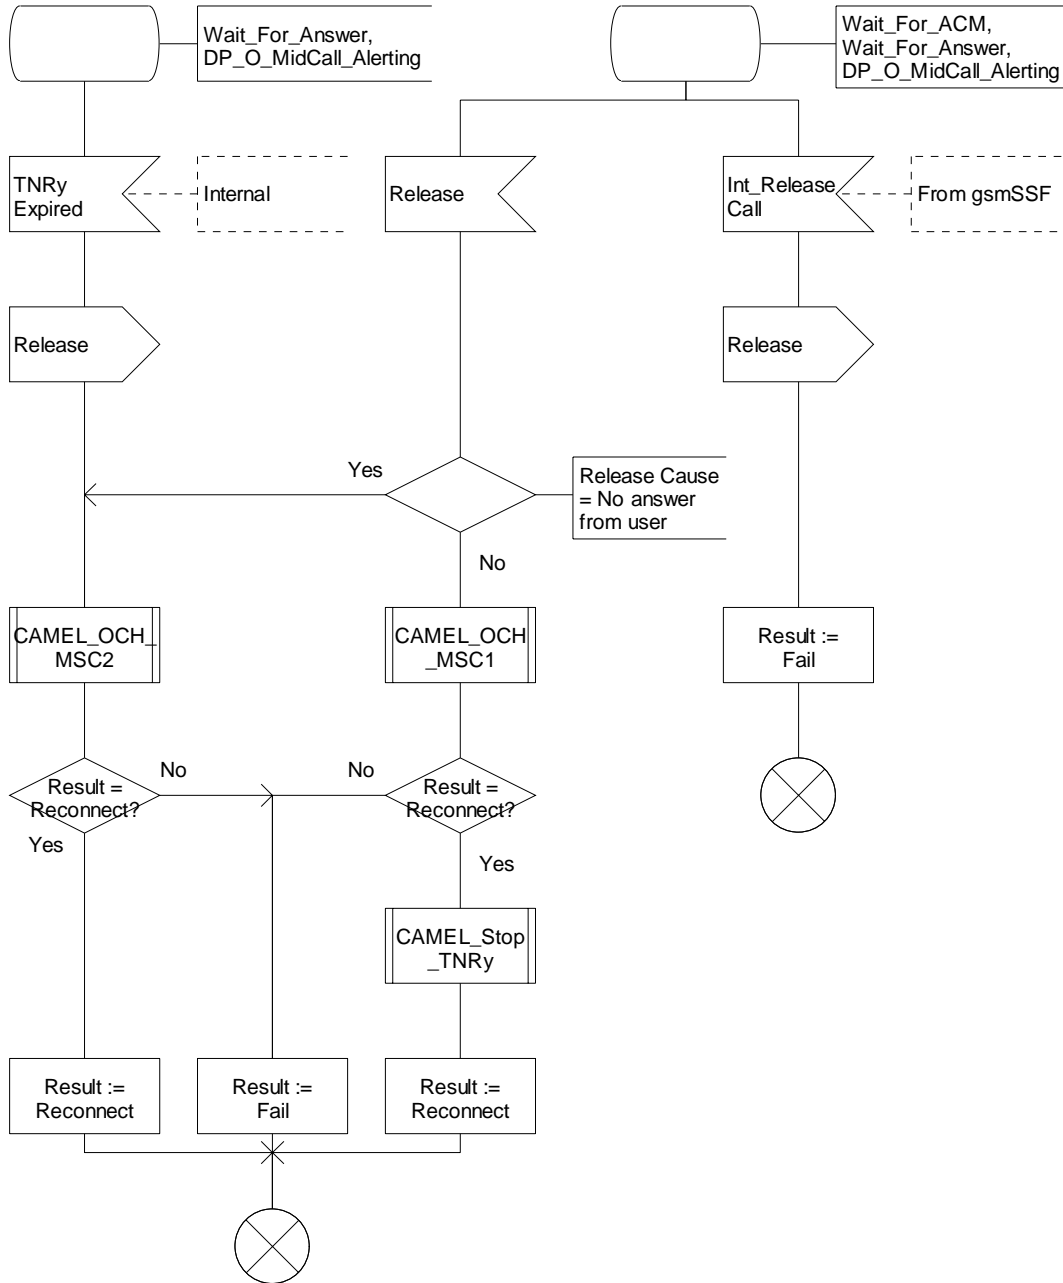 Wait_For_Answer,
DP_O_MidCall_Alerting
Wait_For_ACM,
Wait_For_Answer,
DP_O_MidCall_Alerting
TNRy
Expired
Internal
Release
Int_Release
Call
From gsmSSF
Release
Release
Yes
Release Cause
= No answer
from user
No
CAMEL_OCH_
MSC2
CAMEL_OCH
_MSC1
Result :=
Fail
Result =
Reconnect?
No
No
Result =
Reconnect?
Yes
Yes
CAMEL_Stop
_TNRy
Result :=
Reconnect
Result :=
Fail
Result :=
Reconnect